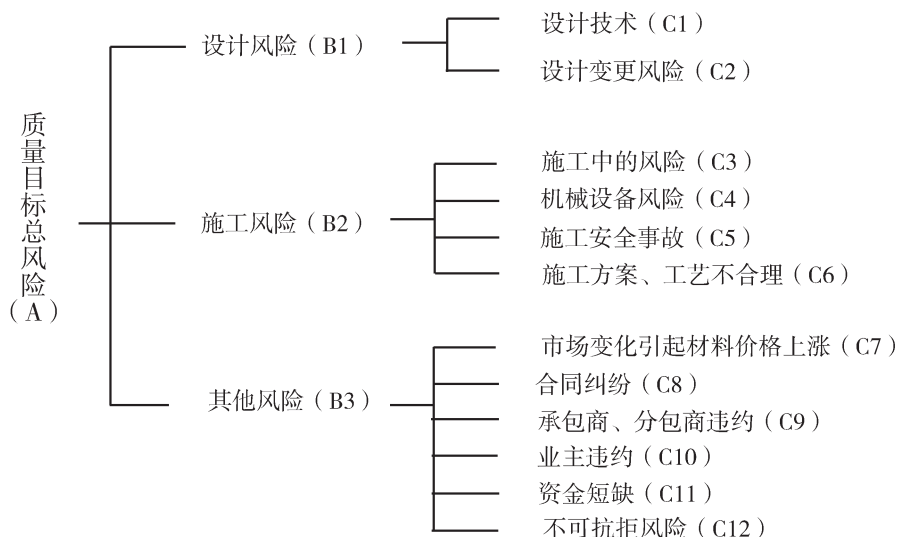 质量目标总风险（A）
设计风险（B1）
设计技术（C1）
设计变更风险（C2）
施工风险（B2）
施工中的风险（C3）
机械设备风险（C4）
施工安全事故（C5）
施工方案、工艺不合理（C6）
其他风险（B3）
市场变化引起材料价格上涨（C7）
合同纠纷（C8）
承包商、分包商违约（C9）
业主违约（C10）
资金短缺（C11）
不可抗拒风险（C12）